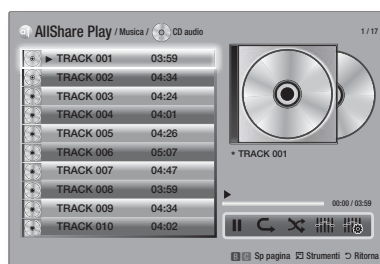 AllShare Play / Musica / CD audio 1 / 17
▶ TRACK 001 03:59
TRACK 002 04:34
TRACK 003 04:24
TRACK 004 04:01
TRACK 005 04:26
TRACK 006 05:07
TRACK 007 04:47
TRACK 008 03:59
TRACK 009 04:34
TRACK 010 04:02
* TRACK 001
00:00 / 03:59
B C Sp pagina Strumenti Ritorna